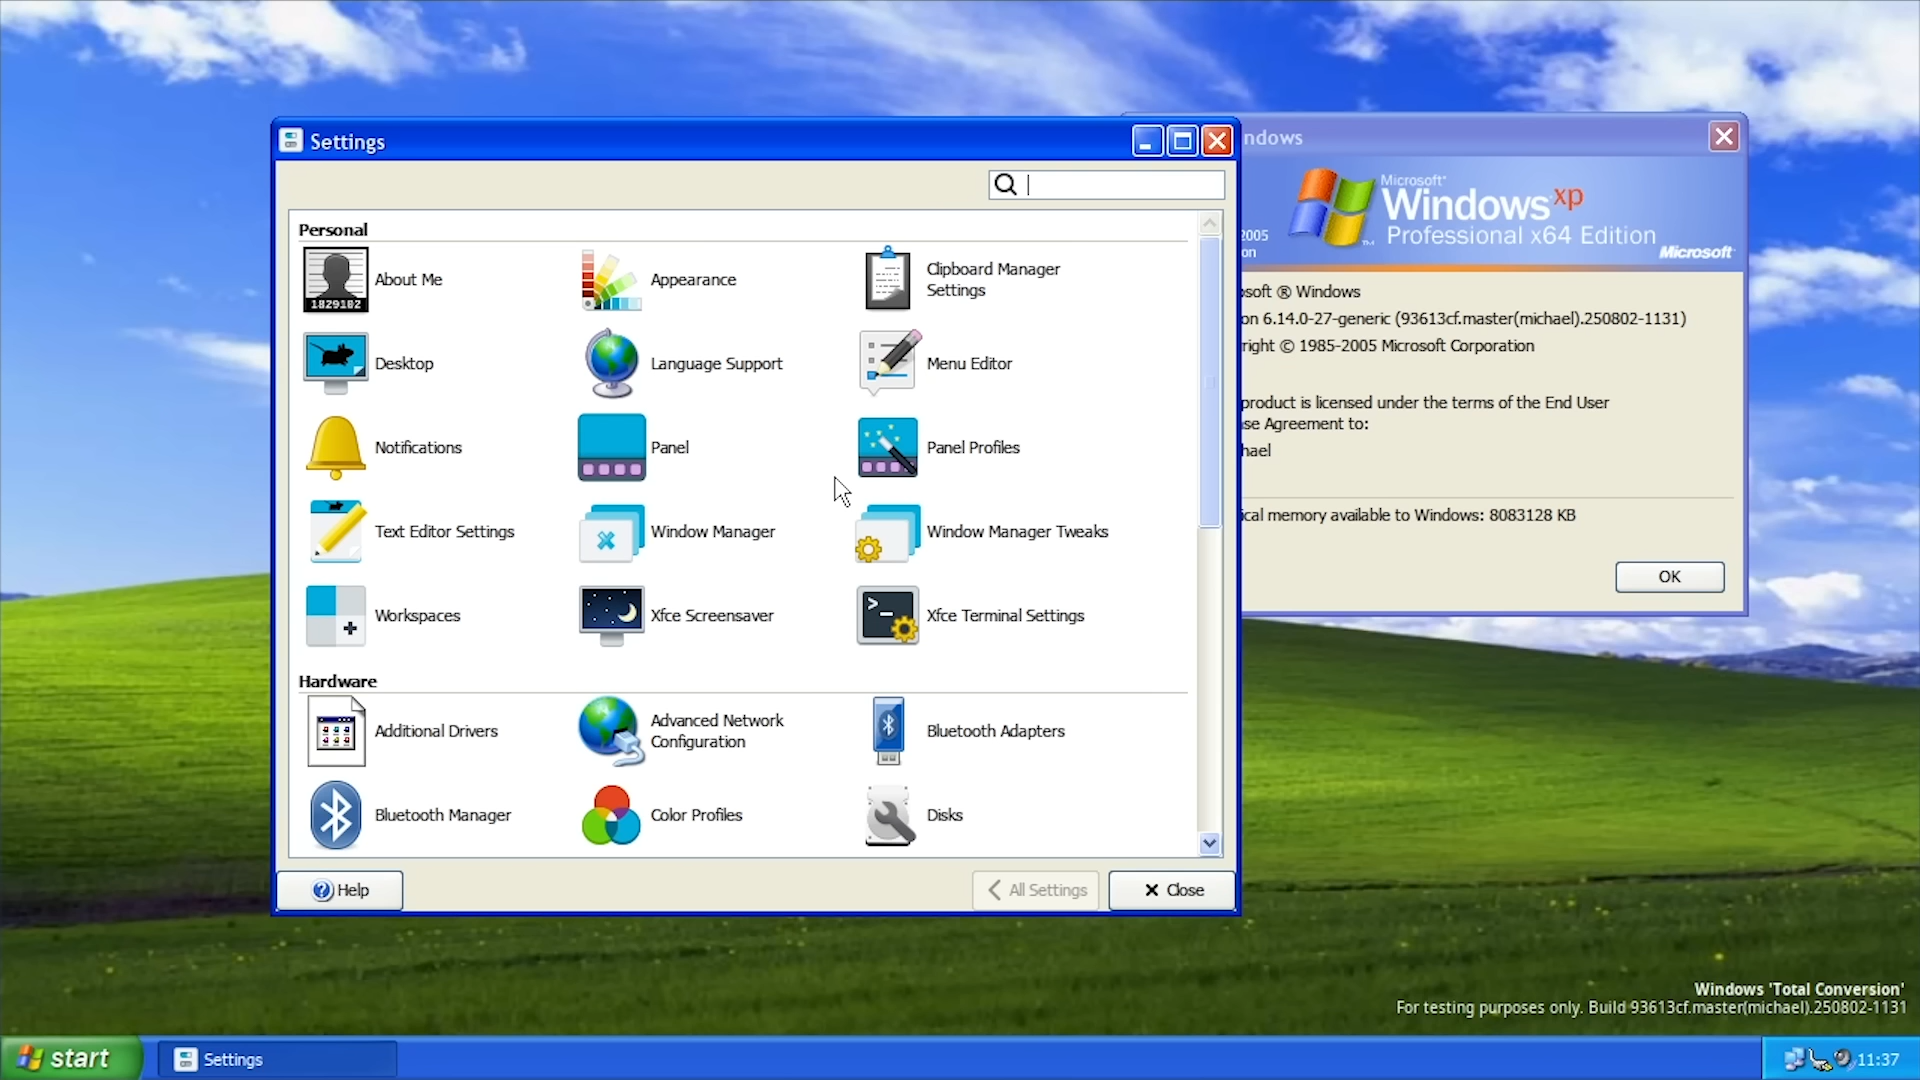 Settings
Personal
About Me
Appearance
Clipboard Manager
Settings
Desktop
Language Support
Menu Editor
Notifications
Panel
Panel Profiles
Text Editor Settings
Window Manager
Window Manager Tweaks
Workspaces
Xfce Screensaver
Xfce Terminal Settings
Hardware
Additional Drivers
Advanced Network
Configuration
Bluetooth Adapters
Bluetooth Manager
Color Profiles
Disks
1829102
Help
All Settings
Close
ndows
Microsoft®
Windows xp
Professional x64 Edition
Microsoft
2005
on
osoft ® Windows
on 6.14.0-27-generic (93613cf.master(michael).250802-1131)
right © 1985-2005 Microsoft Corporation
product is licensed under the terms of the End User
se Agreement to:
hael
ical memory available to Windows: 8083128 KB
OK
Windows 'Total Conversion'
For testing purposes only. Build 93613cf.master(michael).250802-1131
start
Settings
11:37